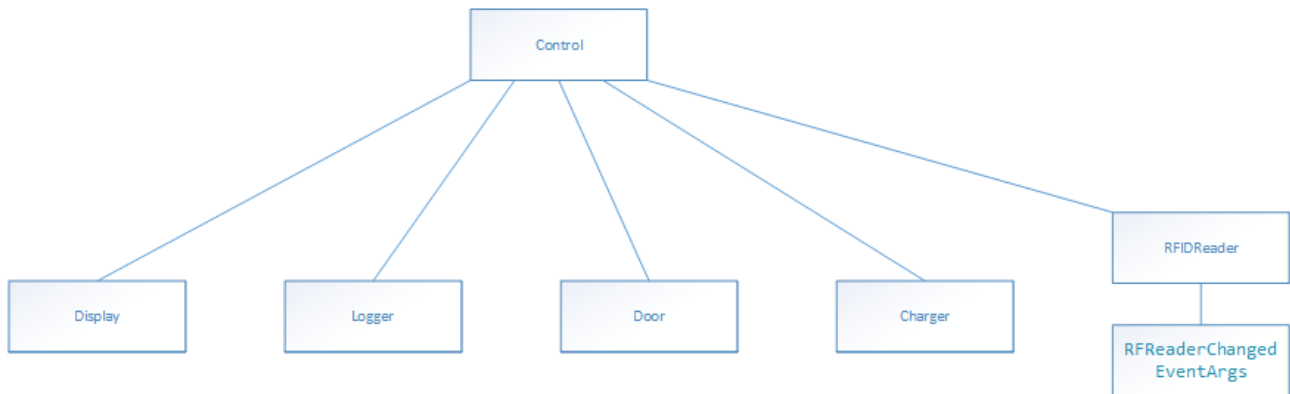 Control
RFIDReader
Display
Logger
Door
Charger
RFReaderChanged
EventArgs